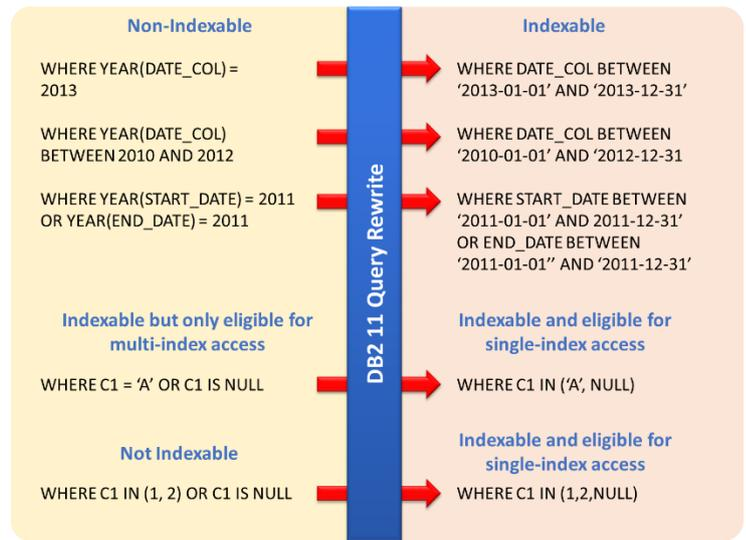 Non-Indexable
WHERE YEAR(DATE_COL) =
2013
WHERE YEAR(DATE_COL)
BETWEEN 2010 AND 2012
WHERE YEAR(START_DATE) = 2011
OR YEAR(END_DATE) = 2011
Indexable but only eligible for
multi-index access
WHERE C1 = ‘A’ OR C1 IS NULL
Not Indexable
WHERE C1 IN (1, 2) OR C1 IS NULL
DB2 11 Query Rewrite
Indexable
WHERE DATE_COL BETWEEN
‘2013-01-01’ AND ‘2013-12-31’
WHERE DATE_COL BETWEEN
‘2010-01-01’ AND ‘2012-12-31
WHERE START_DATE BETWEEN
‘2011-01-01’ AND 2011-12-31’
OR END_DATE BETWEEN
‘2011-01-01’’ AND ‘2011-12-31’
Indexable and eligible for
single-index access
WHERE C1 IN (‘A’, NULL)
Indexable and eligible for
single-index access
WHERE C1 IN (1,2,NULL)